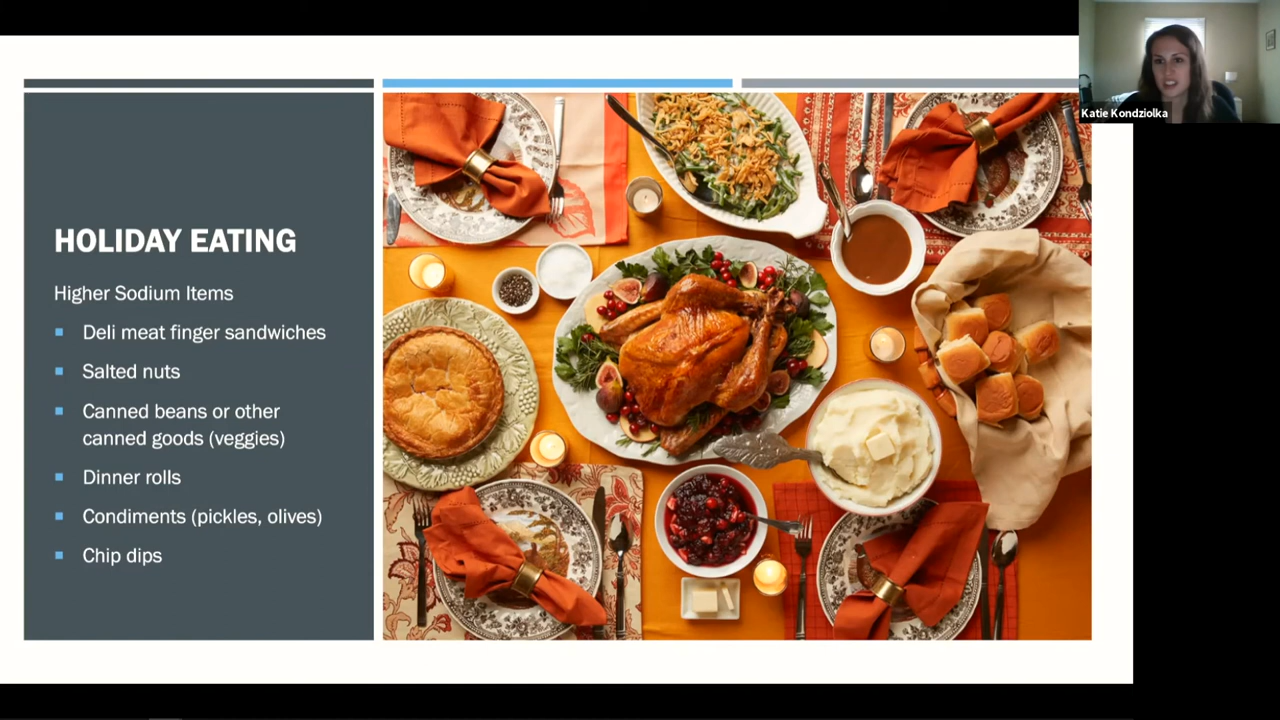 HOLIDAY EATING
Higher Sodium Items
Deli meat finger sandwiches
Salted nuts
Canned beans or other
canned goods (veggies)
Dinner rolls
Condiments (pickles, olives)
Chip dips
Katie Kondziolka